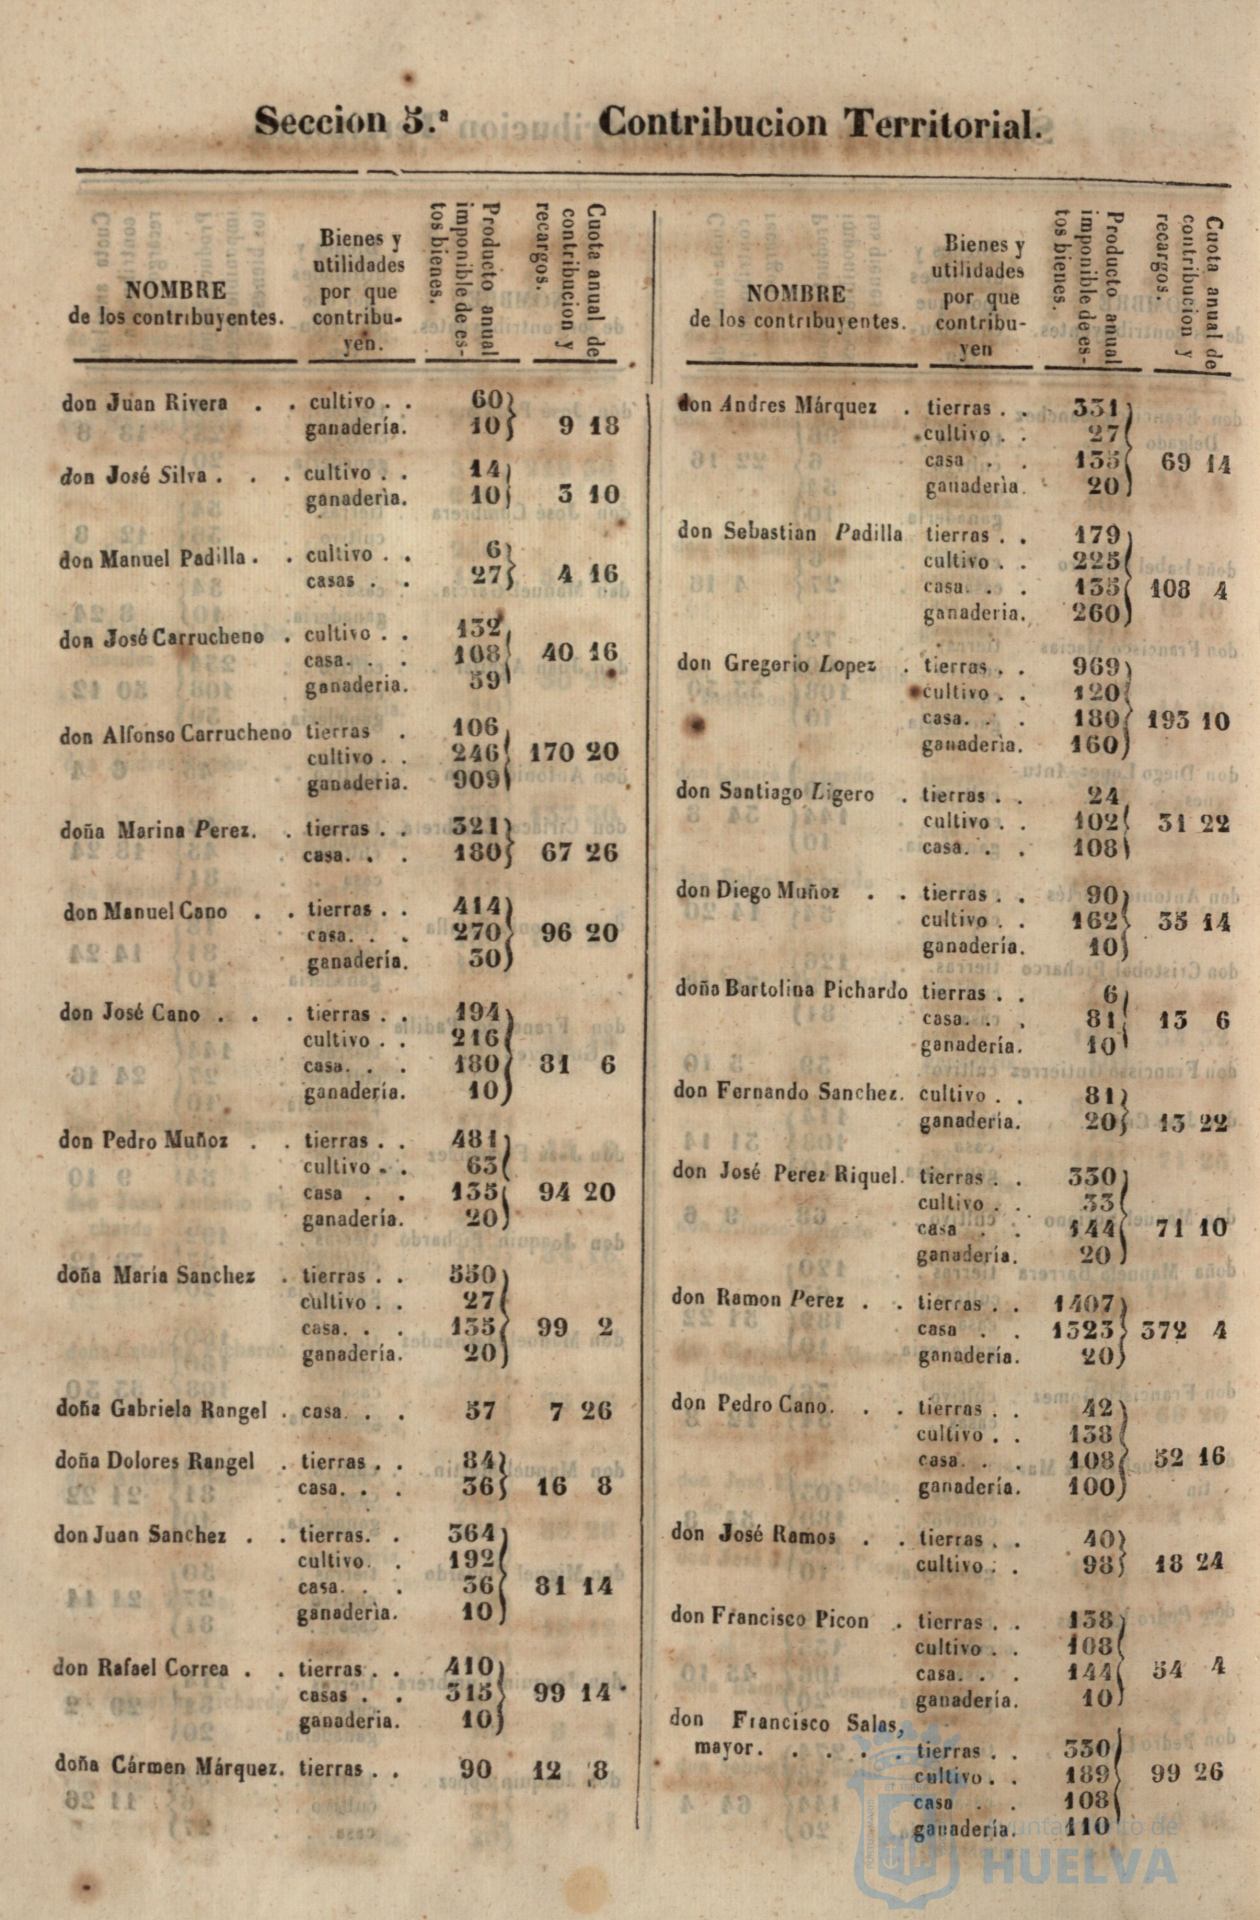 Seccion 5.ª Contribucion Territorial.
NOMBRE
de los contribuyentes.
Bienes y
utilidades
por que
contribu-
yen.
Producto anual
imponible de es-
tos bienes.
Cuota anual de
contribucion y
recargos.
don Juan Rivera . . cultivo . . 60
ganadería. 10 9 18
don José Silva . . . cultivo . . 14
ganadería. 10 3 10
don Manuel Padilla . . cultivo . . 6
casas . . 27 4 16
don José Carrucheno . cultivo . . 132
casa. . . 108 40 16
ganaderia. 59
don Alfonso Carrucheno tierras . 106
cultivo . . 246 170 20
ganaderia. 909
doña Marina Perez. . tierras . . 321
casa. . . 180 67 26
don Manuel Cano . . tierras . . 414
casa. . . 270 96 20
ganadería. 30
don José Cano . . . tierras . . 194
cultivo . . 216
casa. . . 180 81 6
ganadería. 10
don Pedro Muñoz . . tierras . . 481
cultivo . . 63
casa . . 135 94 20
ganadería. 20
doña María Sanchez . tierras . . 550
cultivo . . 27
casa. . . 135 99 2
ganadería. 20
doña Gabriela Rangel . casa. . . 57 7 26
doña Dolores Rangel . tierras . . 84
casa. . . 36 16 8
don Juan Sanchez . . tierras. . 364
cultivo. . 192
casa. . . 36 81 14
ganadería. 10
don Rafael Correa . . tierras . . 410
casas . . 315 99 14
ganaderia. 10
doña Cármen Márquez. tierras . . 90 12 8
NOMBRE
de los contribuyentes.
Bienes y
utilidades
por que
contribu-
yen
Producto anual
imponible de es-
tos bienes.
Cuota anual de
contribucion y
recargos.
don Andres Márquez . tierras . . 331
cultivo . . 27
casa . . 135 69 14
ganadería. 20
don Sebastian Padilla tierras . . 179
cultivo . . 225
casa. . . 135 108 4
ganaderia. 260
don Gregorio Lopez . tierras . . 969
cultivo . . 120
casa. . . 180 193 10
ganadería. 160
don Santiago Ligero . tierras . . 24
cultivo . . 102 31 22
casa. . . 108
don Diego Muñoz . . tierras . . 90
cultivo . . 162 35 14
ganadería. 10
doña Bartolina Pichardo tierras . . 6
casa. . . 81 13 6
ganadería. 10
don Fernando Sanchez. cultivo . . 81
ganadería. 20 13 22
don José Perez Riquel. tierras . . 330
cultivo . . 33
casa . . 144 71 10
ganadería. 20
don Ramon Perez . . tierras . . 1407
casa . . 1323 372 4
ganadería. 20
don Pedro Cano. . . tierras . . 42
cultivo . . 138
casa. . . 108 52 16
ganadería. 100
don José Ramos . . tierras . . 40
cultivo . . 98 18 24
don Francisco Picon . tierras . . 138
cultivo . . 108
casa. . . 144 54 4
ganadería. 10
don Francisco Salas,
mayor. . . . . . tierras . . 330
cultivo . . 189 99 26
casa . . 108
ganadería. 110
HUELVA